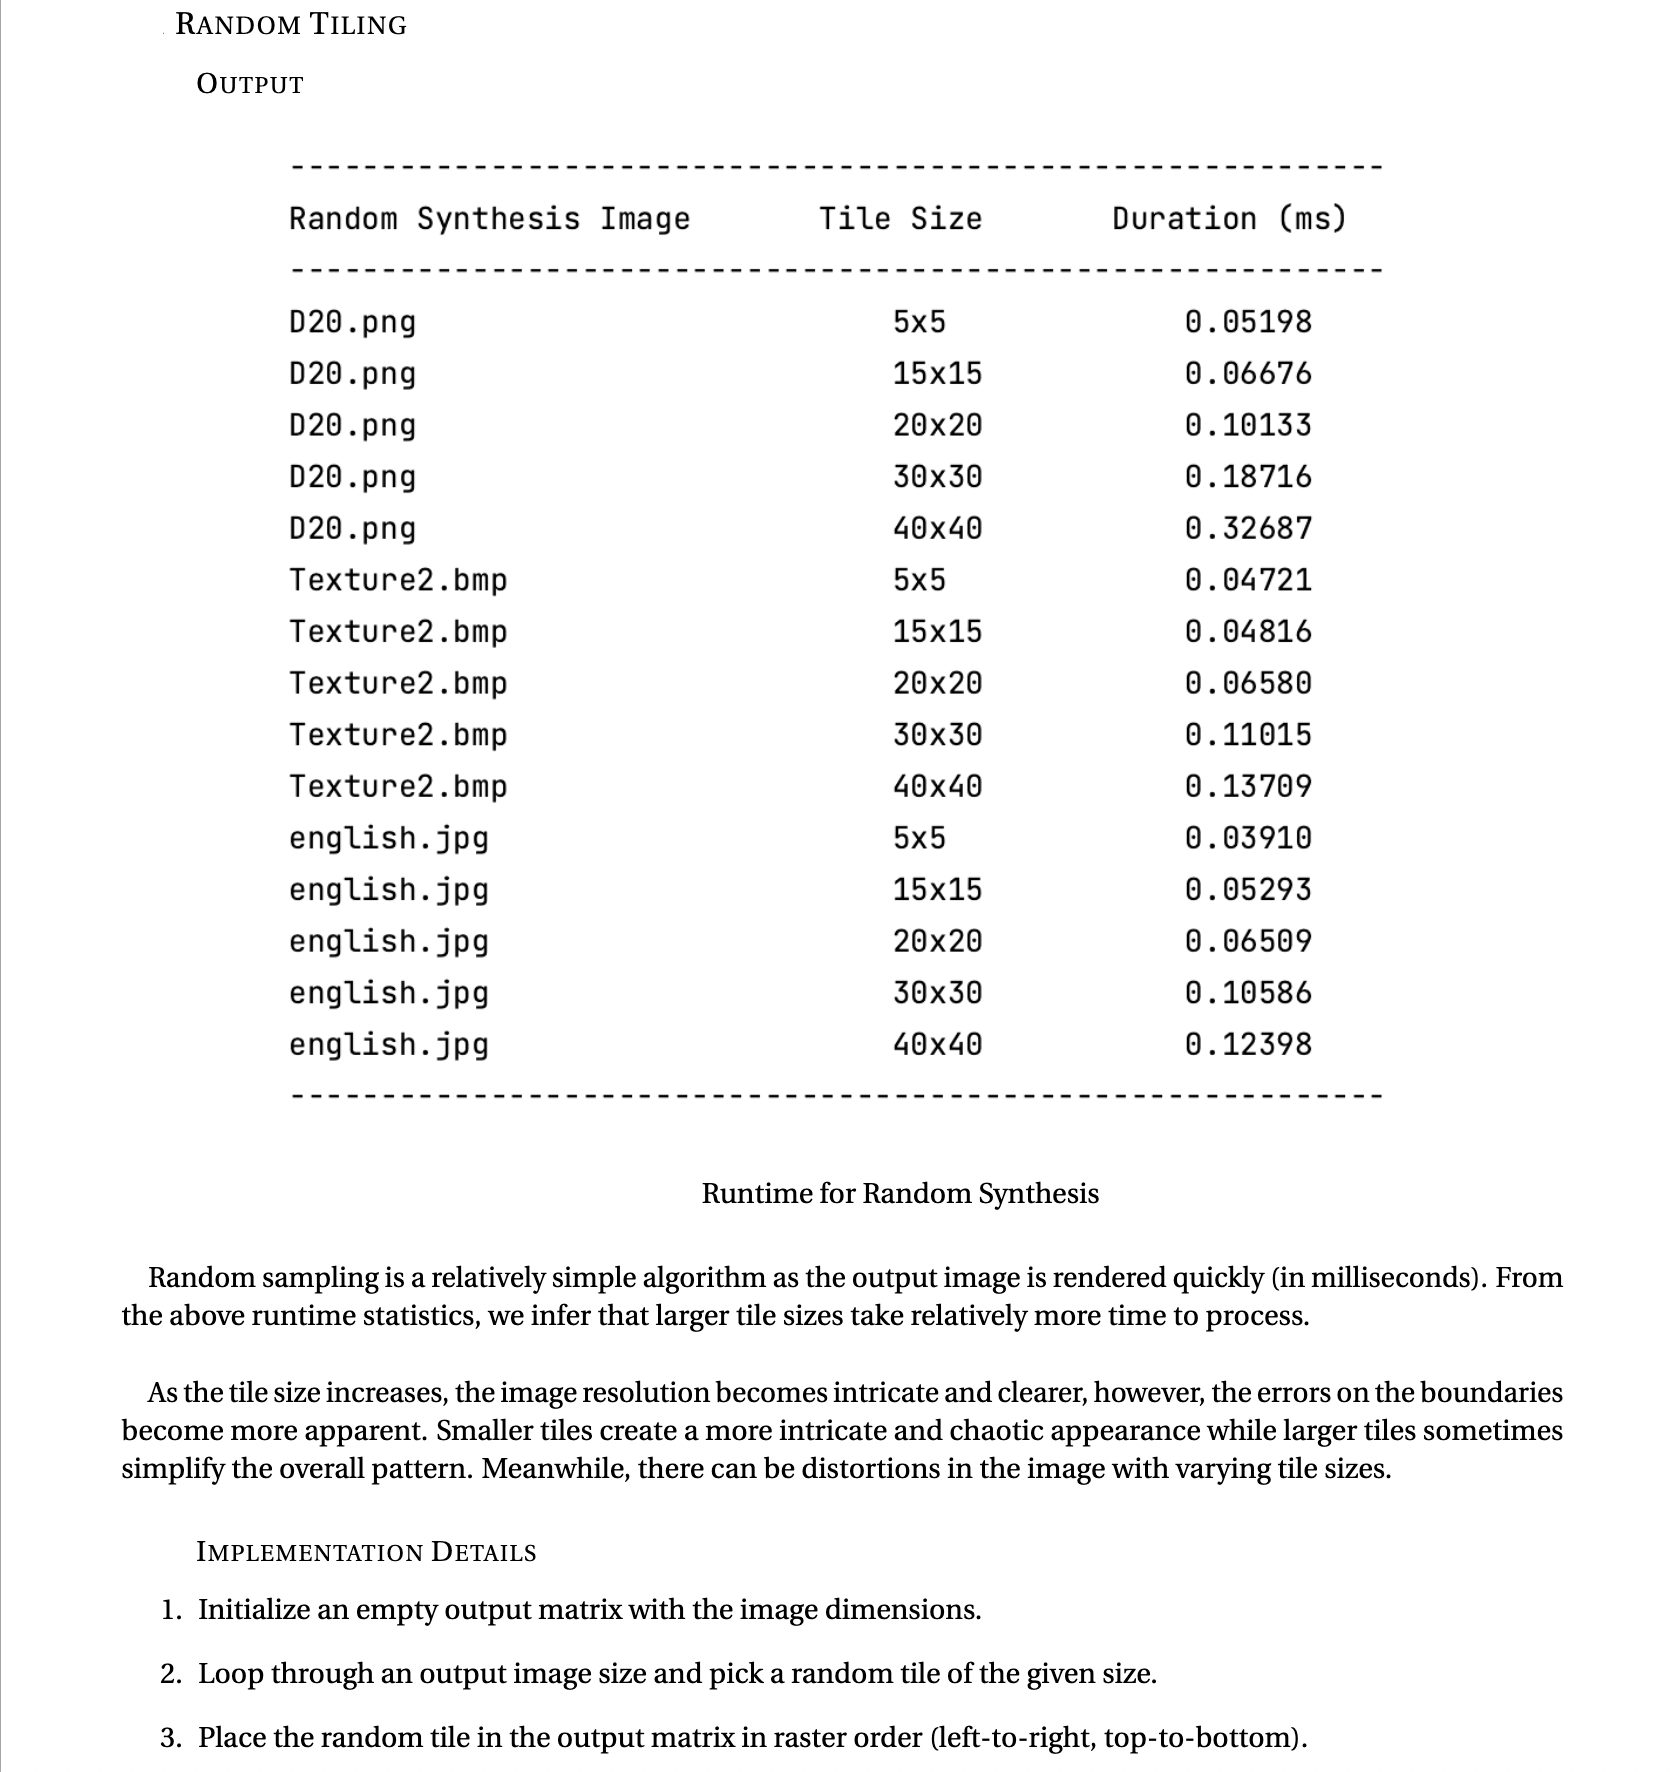 RANDOM TILING
OUTPUT
------------------------------------------------------------
Random Synthesis Image Tile Size Duration (ms)
------------------------------------------------------------
D20.png 5x5 0.05198
D20.png 15x15 0.06676
D20.png 20x20 0.10133
D20.png 30x30 0.18716
D20.png 40x40 0.32687
Texture2.bmp 5x5 0.04721
Texture2.bmp 15x15 0.04816
Texture2.bmp 20x20 0.06580
Texture2.bmp 30x30 0.11015
Texture2.bmp 40x40 0.13709
english.jpg 5x5 0.03910
english.jpg 15x15 0.05293
english.jpg 20x20 0.06509
english.jpg 30x30 0.10586
english.jpg 40x40 0.12398
------------------------------------------------------------
Runtime for Random Synthesis
Random sampling is a relatively simple algorithm as the output image is rendered quickly (in milliseconds). From
the above runtime statistics, we infer that larger tile sizes take relatively more time to process.
As the tile size increases, the image resolution becomes intricate and clearer, however, the errors on the boundaries
become more apparent. Smaller tiles create a more intricate and chaotic appearance while larger tiles sometimes
simplify the overall pattern. Meanwhile, there can be distortions in the image with varying tile sizes.
IMPLEMENTATION DETAILS
1. Initialize an empty output matrix with the image dimensions.
2. Loop through an output image size and pick a random tile of the given size.
3. Place the random tile in the output matrix in raster order (left-to-right, top-to-bottom).